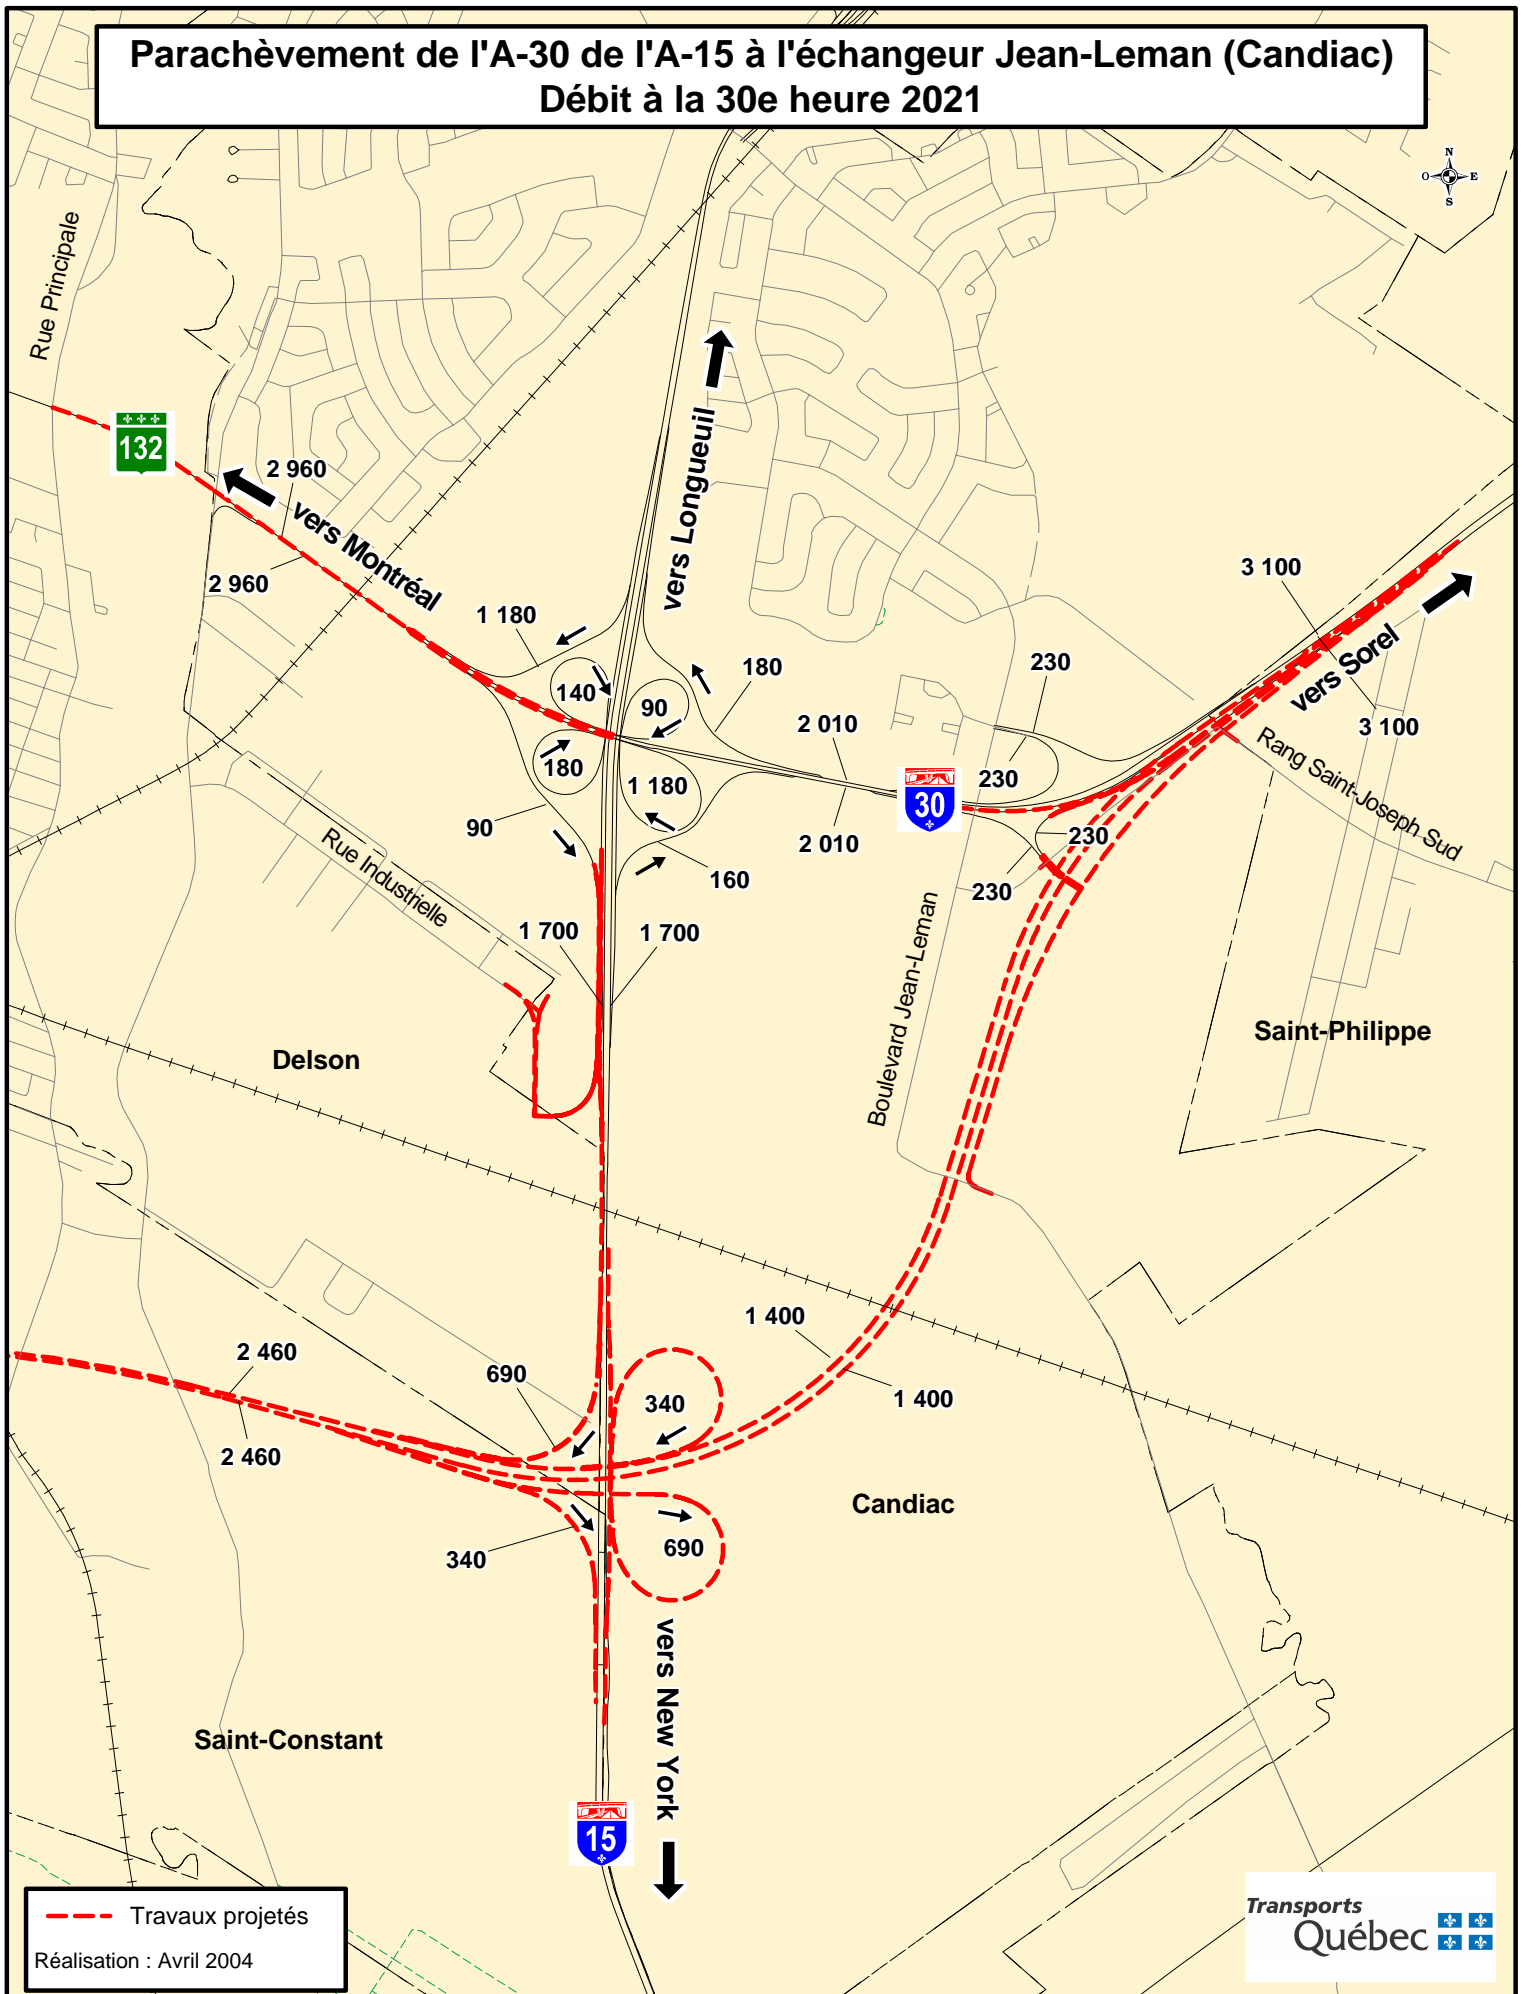 Parachèvement de l'A-30 de l'A-15 à l'échangeur Jean-Leman (Candiac)
Débit à la 30e heure 2021
N
O
E
S
Rue Principale
132
2 960
vers Montréal
2 960
vers Longueuil
1 180
140
90
180
180
1 180
90
160
2 010
2 010
30
230
230
230
230
3 100
vers Sorel
3 100
Rang Saint-Joseph Sud
Rue Industrielle
1 700
1 700
Boulevard Jean-Leman
Delson
Saint-Philippe
2 460
2 460
690
340
1 400
1 400
340
690
Candiac
vers New York
Saint-Constant
15
Travaux projetés
Réalisation : Avril 2004
Transports
Québec